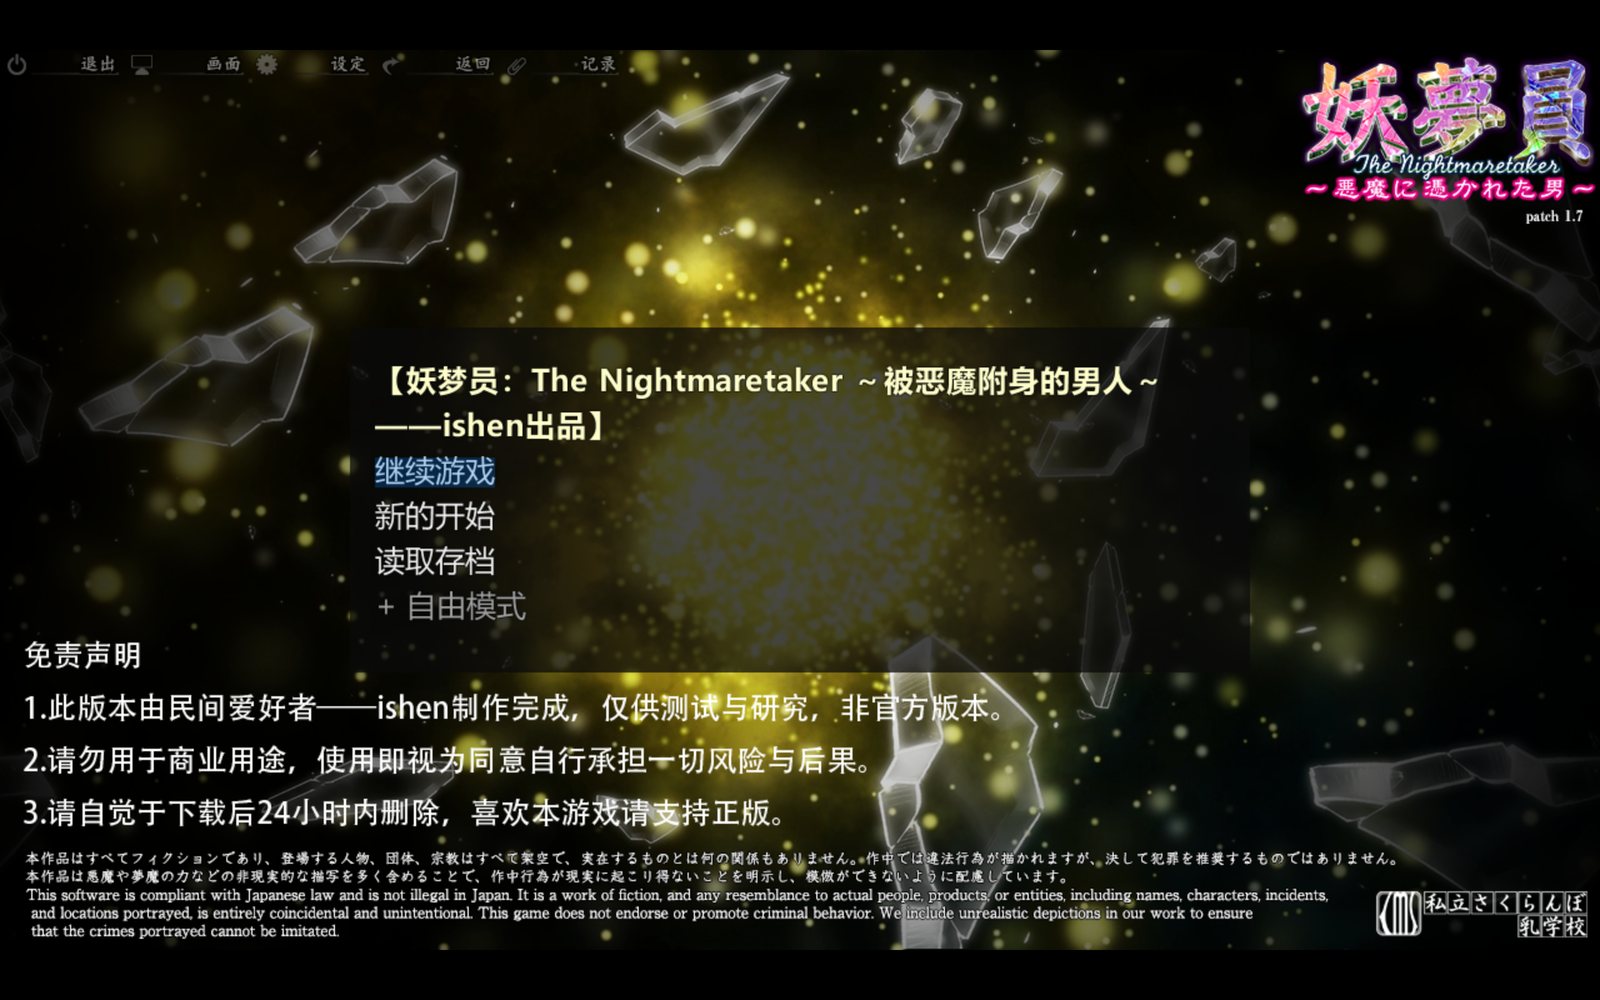 退出 画面 设定 返回 记录
妖夢員
The Nightmaretaker
～悪魔に憑かれた男～
patch 1.7
【妖梦员：The Nightmaretaker ～被恶魔附身的男人～
——ishen出品】
继续游戏
新的开始
读取存档
+ 自由模式
免责声明
1.此版本由民间爱好者——ishen制作完成，仅供测试与研究，非官方版本。
2.请勿用于商业用途，使用即视为同意自行承担一切风险与后果。
3.请自觉于下载后24小时内删除，喜欢本游戏请支持正版。
本作品はすべてフィクションであり、登場する人物、団体、宗教はすべて架空で、実在するものとは何の関係もありません。作中では違法行為が描かれますが、決して犯罪を推奨するものではありません。
本作品は悪魔や夢魔の力などの非現実的な描写を多く含めることで、作中行為が現実に起こり得ないことを明示し、模倣ができないように配慮しています。
This software is compliant with Japanese law and is not illegal in Japan. It is a work of fiction, and any resemblance to actual people, products, or entities, including names, characters, incidents,
and locations portrayed, is entirely coincidental and unintentional. This game does not endorse or promote criminal behavior. We include unrealistic depictions in our work to ensure
that the crimes portrayed cannot be imitated.
私立さくらんぼ
乳学校